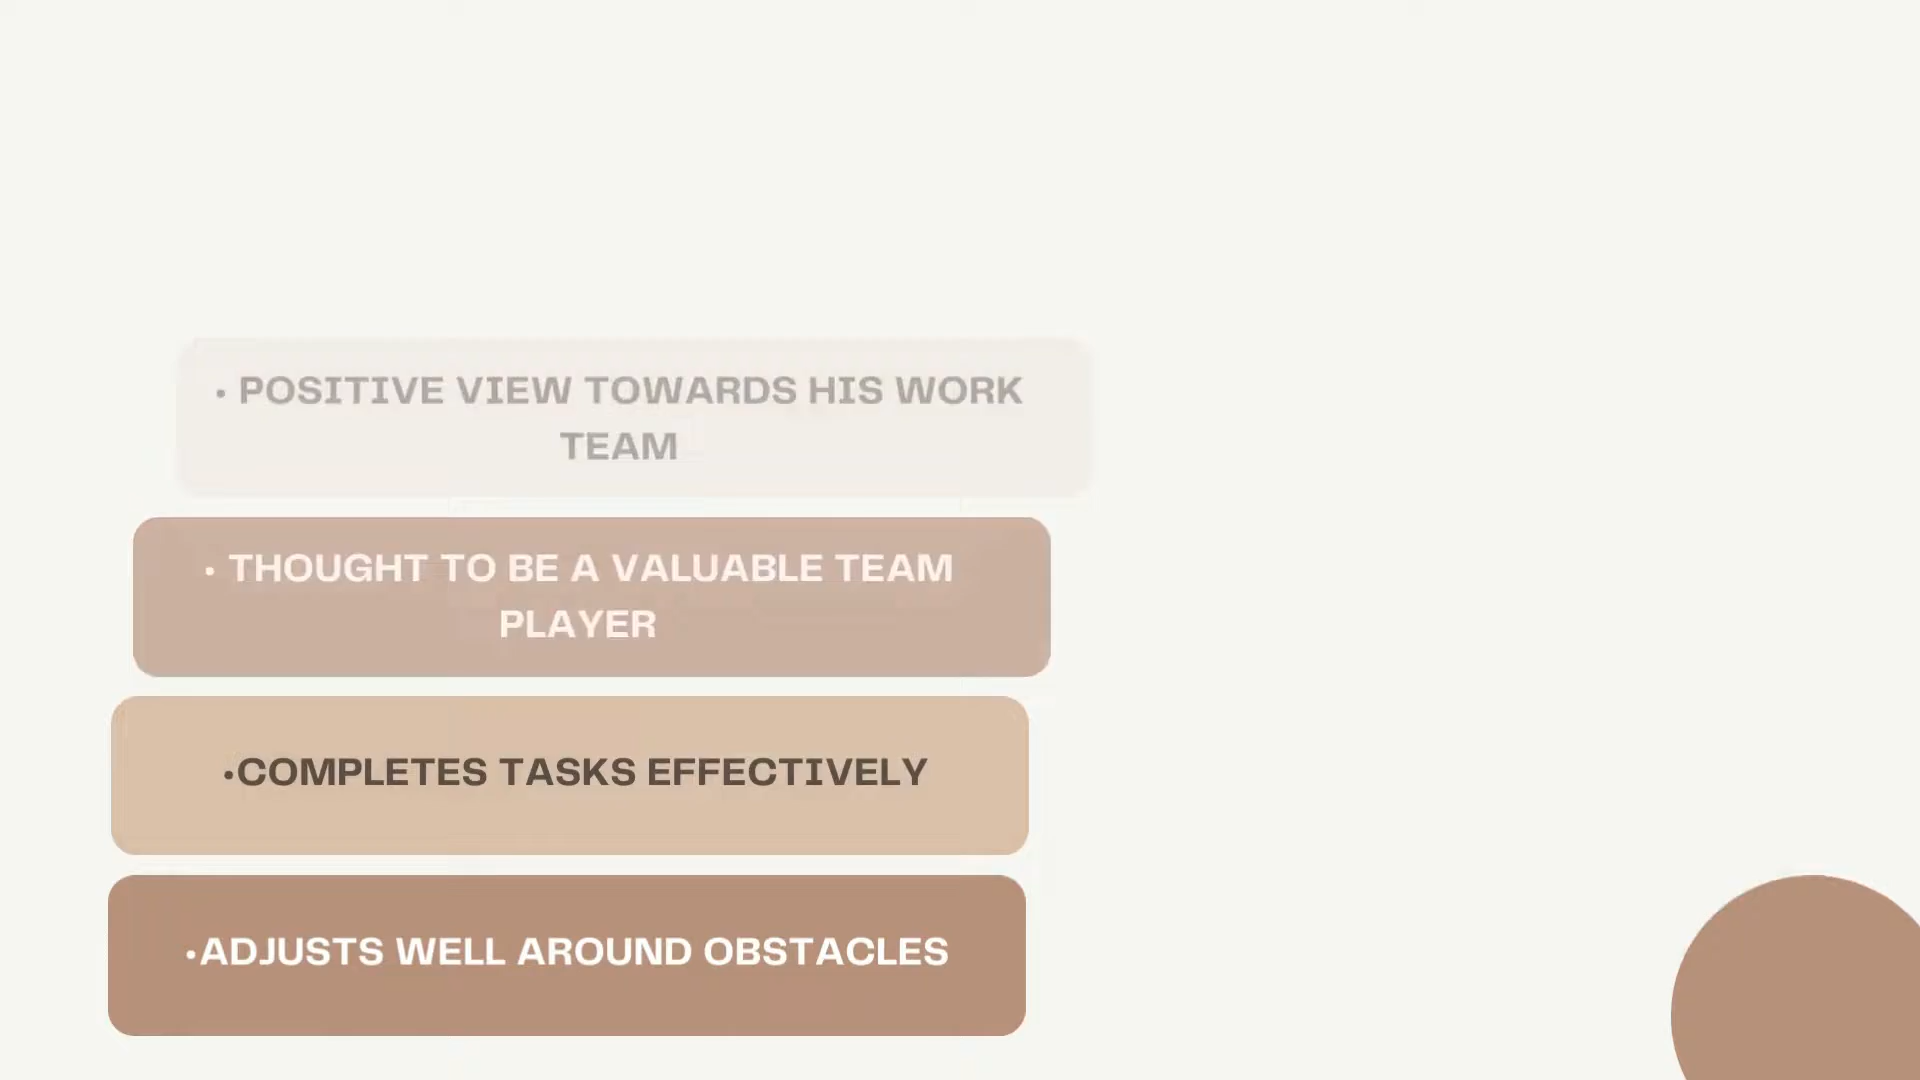 • POSITIVE VIEW TOWARDS HIS WORK
TEAM
• THOUGHT TO BE A VALUABLE TEAM
PLAYER
•COMPLETES TASKS EFFECTIVELY
•ADJUSTS WELL AROUND OBSTACLES